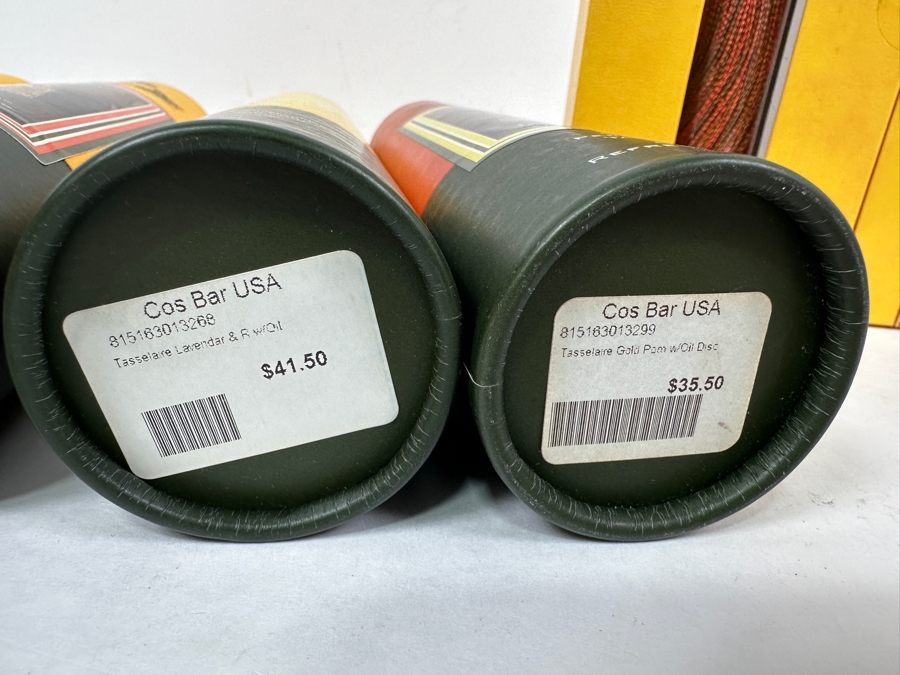 Cos Bar USA
815163013268
Tasselaire Lavendar & R w/Oil
$41.50
Cos Bar USA
815163013299
Tasselaire Gold Pom w/Oil Disc
$35.50